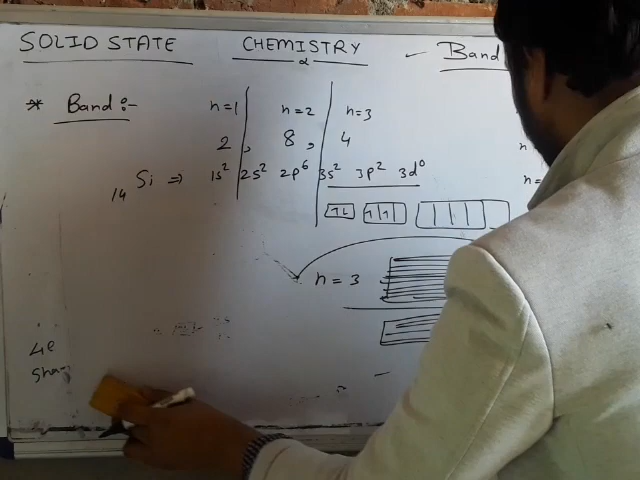 SOLID STATE CHEMISTRY Band
* Band :- n=1 n=2 n=3
2, 8, 4
14 Si ⇒ 1s² 2s² 2p⁶ 3s² 3p² 3d⁰
n = 3
4e
Sha-
n
n=